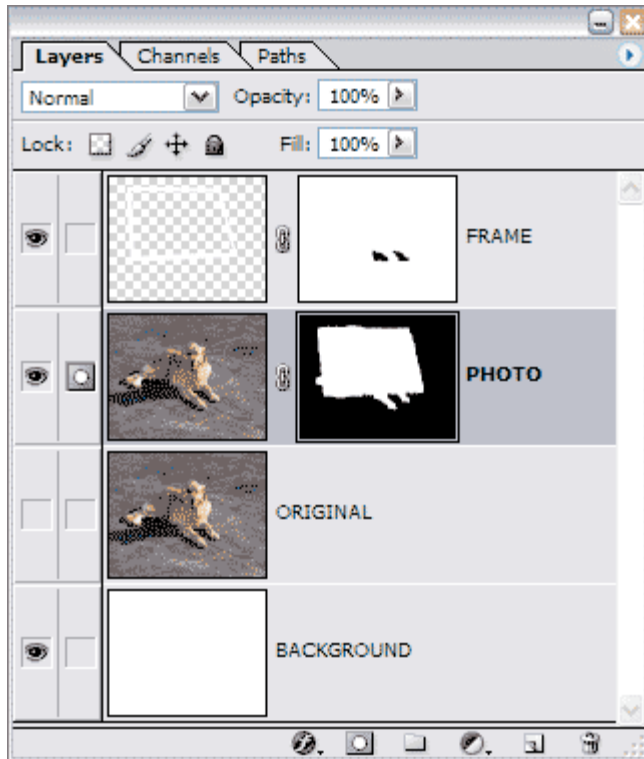 Layers Channels Paths
Normal Opacity: 100%
Lock: Fill: 100%
FRAME
PHOTO
ORIGINAL
BACKGROUND